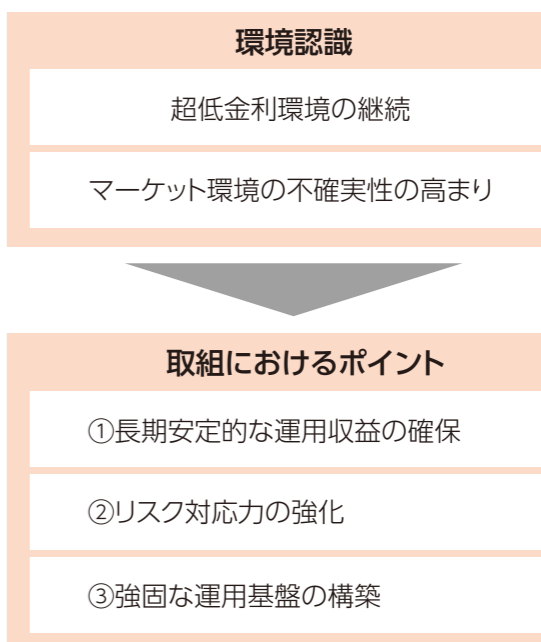 環境認識
超低金利環境の継続
マーケット環境の不確実性の高まり
取組におけるポイント
①長期安定的な運用収益の確保
②リスク対応力の強化
③強固な運用基盤の構築